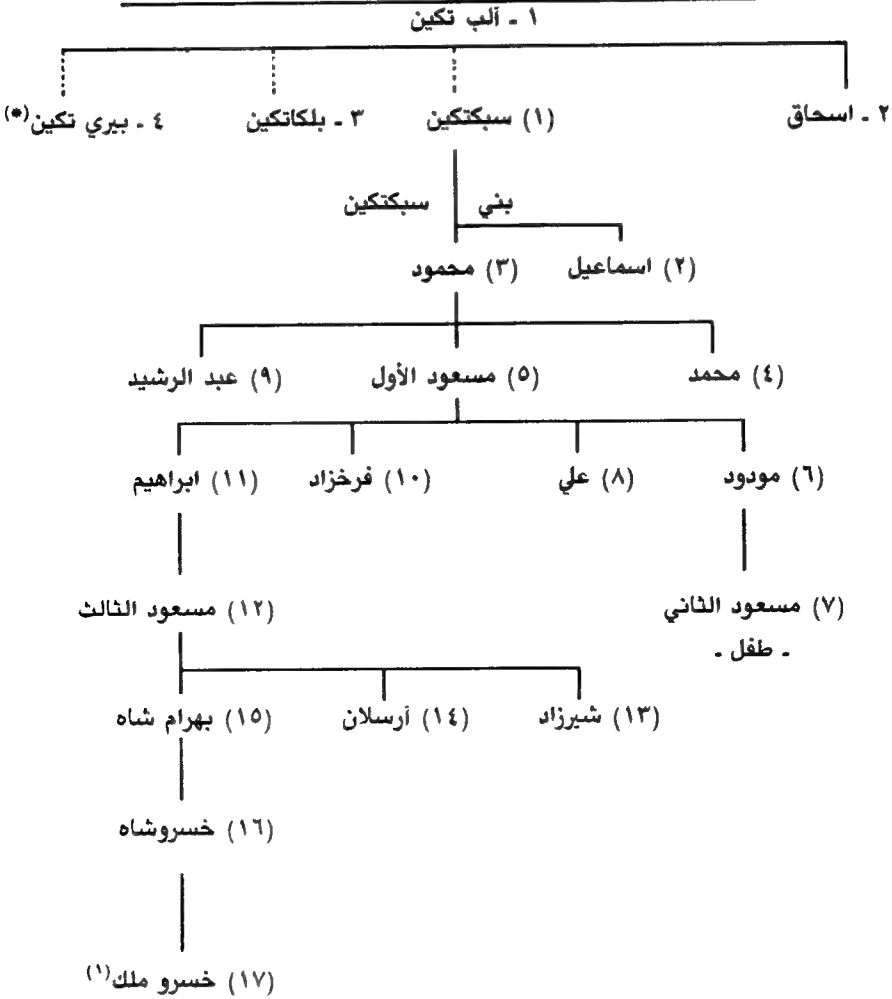 ١ - ألب تكين
٢ - اسحاق (١) سبكتكين ٣ - بلكاتكين ٤ - بيري تكين(*)
بني سبكتكين
(٢) اسماعيل (٣) محمود
(٤) محمد (٥) مسعود الأول (٩) عبد الرشيد
(٦) مودود (٨) علي (١٠) فرخزاد (١١) ابراهيم
(٧) مسعود الثاني (١٢) مسعود الثالث
- طفل -
(١٣) شيرزاد (١٤) أرسلان (١٥) بهرام شاه
(١٦) خسروشاه
(١٧) خسرو ملك(١)